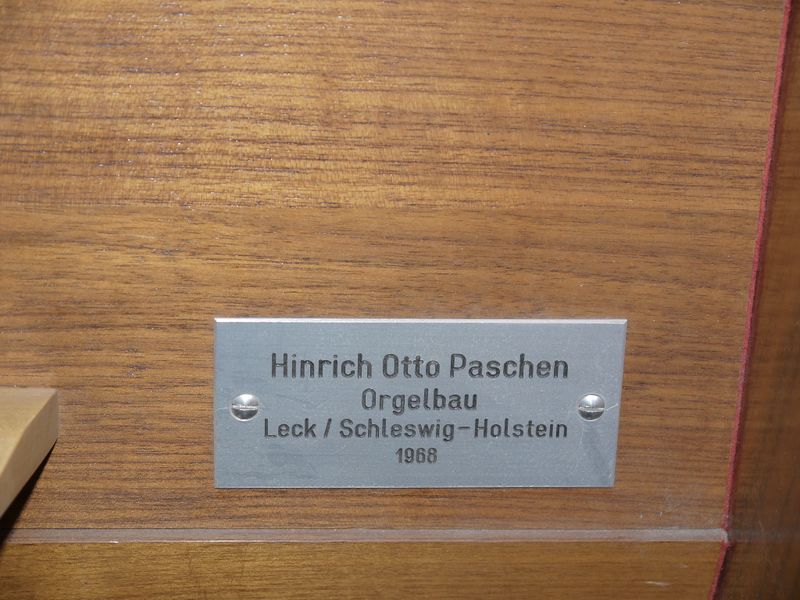 Hinrich Otto Paschen
Orgelbau
Leck / Schleswig-Holstein
1968